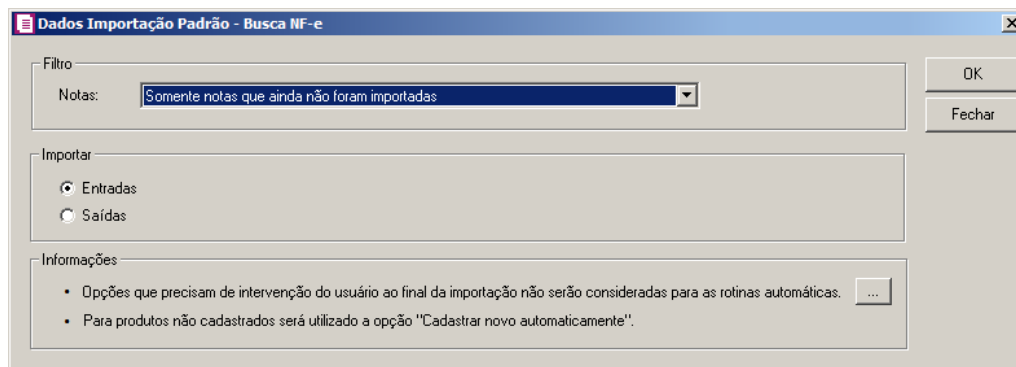 Dados Importação Padrão - Busca NF-e
Filtro
Notas: Somente notas que ainda não foram importadas
OK
Fechar
Importar
Entradas
Saídas
Informações
• Opções que precisam de intervenção do usuário ao final da importação não serão consideradas para as rotinas automáticas. ...
• Para produtos não cadastrados será utilizado a opção "Cadastrar novo automaticamente".